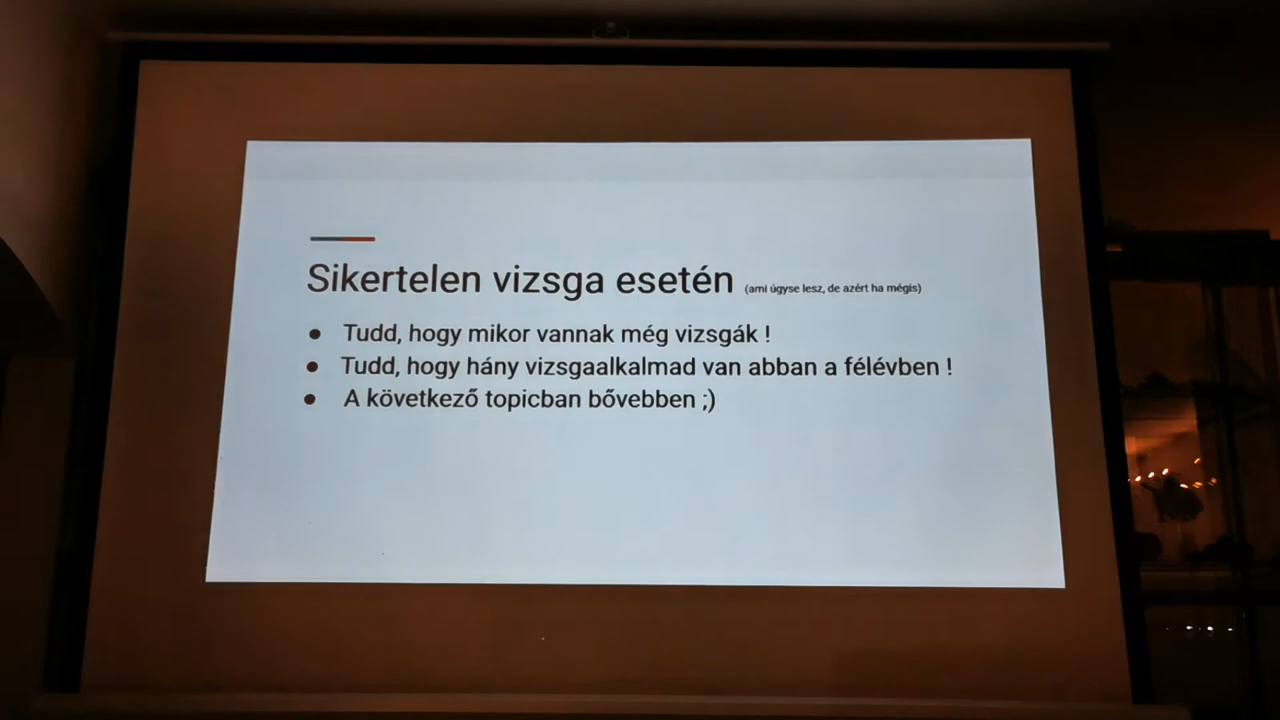 Sikertelen vizsga esetén (ami úgyse lesz, de azért ha mégis)
● Tudd, hogy mikor vannak még vizsgák !
● Tudd, hogy hány vizsgaalkalmad van abban a félévben !
● A következő topicban bővebben ;)